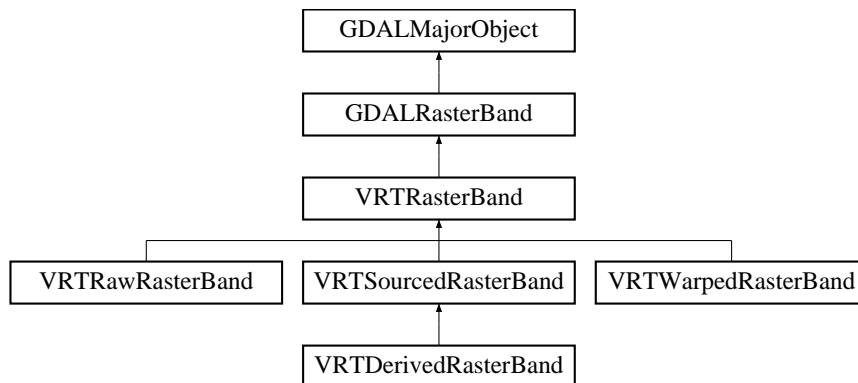 GDALMajorObject
GDALRasterBand
VRTRasterBand
VRTRawRasterBand
VRTSourcedRasterBand
VRTWarpedRasterBand
VRTDerivedRasterBand